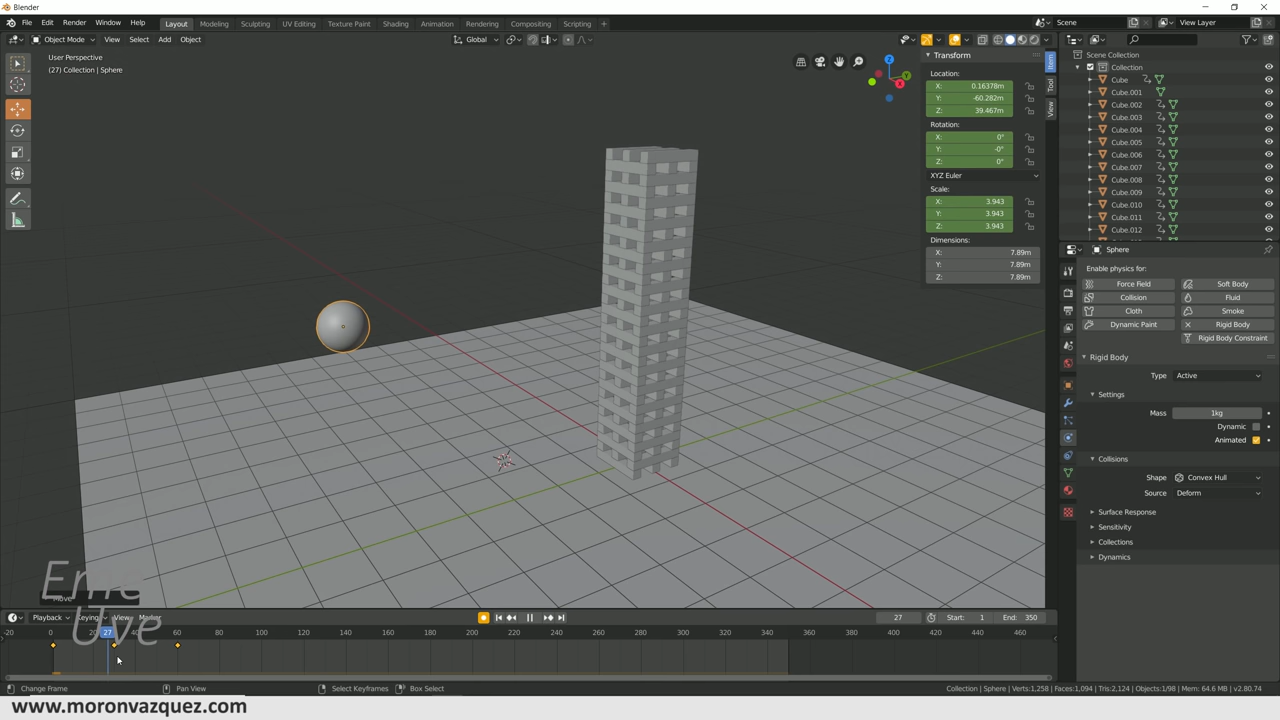 Blender
File Edit Render Window Help Layout Modeling Sculpting UV Editing Texture Paint Shading Animation Rendering Compositing Scripting + Scene View Layer
Object Mode View Select Add Object Global
User Perspective
(27) Collection | Sphere
Transform
Location:
X: 0.16378m
Y: -60.282m
Z: 39.467m
Rotation:
X: 0°
Y: -0°
Z: 0°
XYZ Euler
Scale:
X: 3.943
Y: 3.943
Z: 3.943
Dimensions:
X: 7.89m
Y: 7.89m
Z: 7.89m
Item
Tool
View
Scene Collection
Collection
Cube
Cube.001
Cube.002
Cube.003
Cube.004
Cube.005
Cube.006
Cube.007
Cube.008
Cube.009
Cube.010
Cube.011
Cube.012
Sphere
Enable physics for:
Force Field Soft Body
Collision Fluid
Cloth Smoke
Dynamic Paint Rigid Body
Rigid Body Constraint
Rigid Body
Type Active
Settings
Mass 1kg
Dynamic
Animated
Collisions
Shape Convex Hull
Source Deform
Surface Response
Sensitivity
Collections
Dynamics
Move
Playback Keying View Marker 27 Start: 1 End: 350
-20 0 20 27 40 60 80 100 120 140 160 180 200 220 240 260 280 300 320 340 360 380 400 420 440 460
Change Frame Pan View Select Keyframes Box Select Collection | Sphere | Verts:1,258 | Faces:1,094 | Tris:2,124 | Objects:1/98 | Mem: 64.6 MB | v2.80.74
www.moronvazquez.com